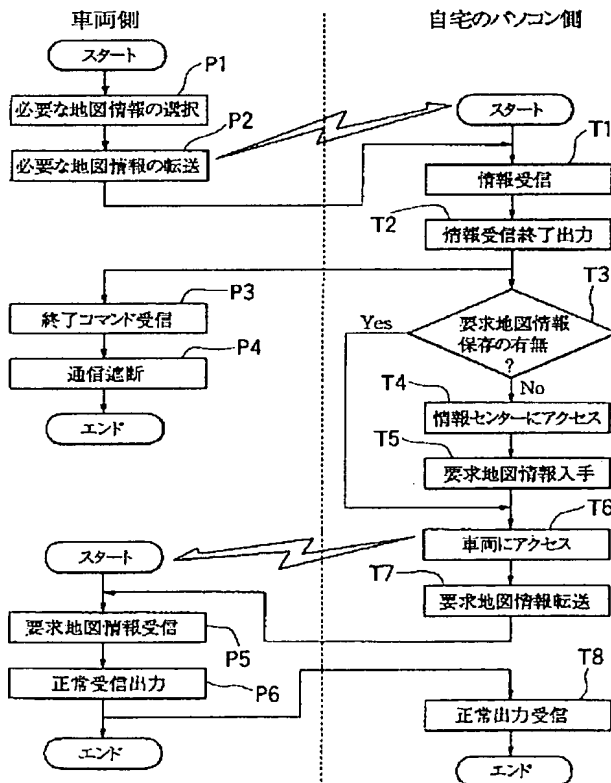 車両側
自宅のパソコン側
スタート
P1
必要な地図情報の選択
P2
必要な地図情報の転送
スタート
T1
情報受信
T2
情報受信終了出力
P3
終了コマンド受信
P4
通信遮断
エンド
T3
要求地図情報
保存の有無
?
Yes
No
T4
情報センターにアクセス
T5
要求地図情報入手
T6
車両にアクセス
T7
要求地図情報転送
スタート
要求地図情報受信
P5
正常受信出力
P6
エンド
T8
正常出力受信
エンド